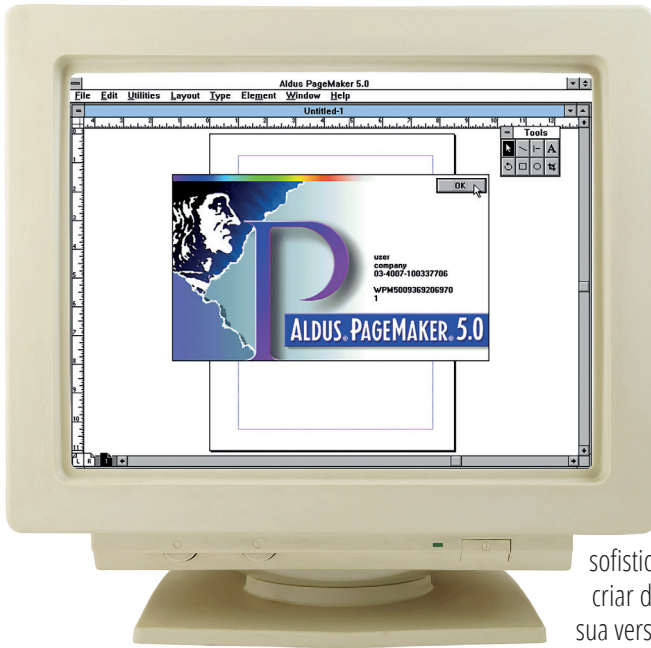 Aldus PageMaker 5.0
File Edit Utilities Layout Type Element Window Help
Untitled-1
Tools
A
OK
user
company
03-4007-100337706
WPM5009369206970
1
P
ALDUS® PAGEMAKER® 5.0
L R 1
sofistic
criar d
sua vers